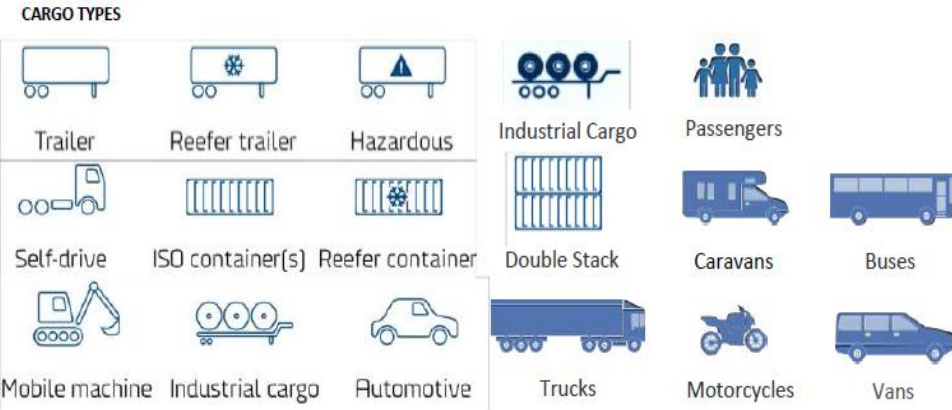 CARGO TYPES
Trailer
Reefer trailer
Hazardous
Industrial Cargo
Passengers
Self-drive
ISO container(s)
Reefer container
Double Stack
Caravans
Buses
Mobile machine
Industrial cargo
Automotive
Trucks
Motorcycles
Vans